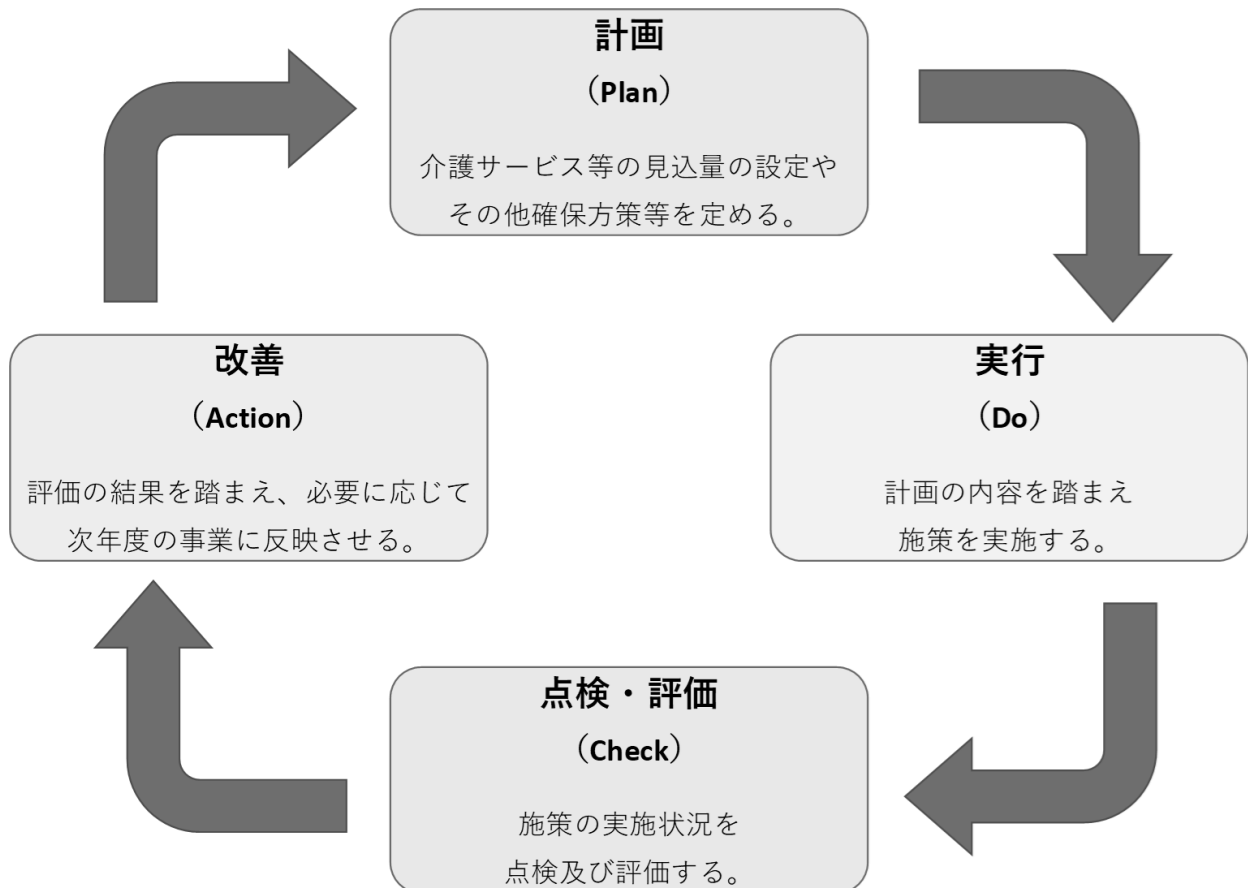 計画
（Plan）
介護サービス等の見込量の設定や
その他確保方策等を定める。
改善
（Action）
評価の結果を踏まえ、必要に応じて
次年度の事業に反映させる。
実行
（Do）
計画の内容を踏まえ
施策を実施する。
点検・評価
（Check）
施策の実施状況を
点検及び評価する。